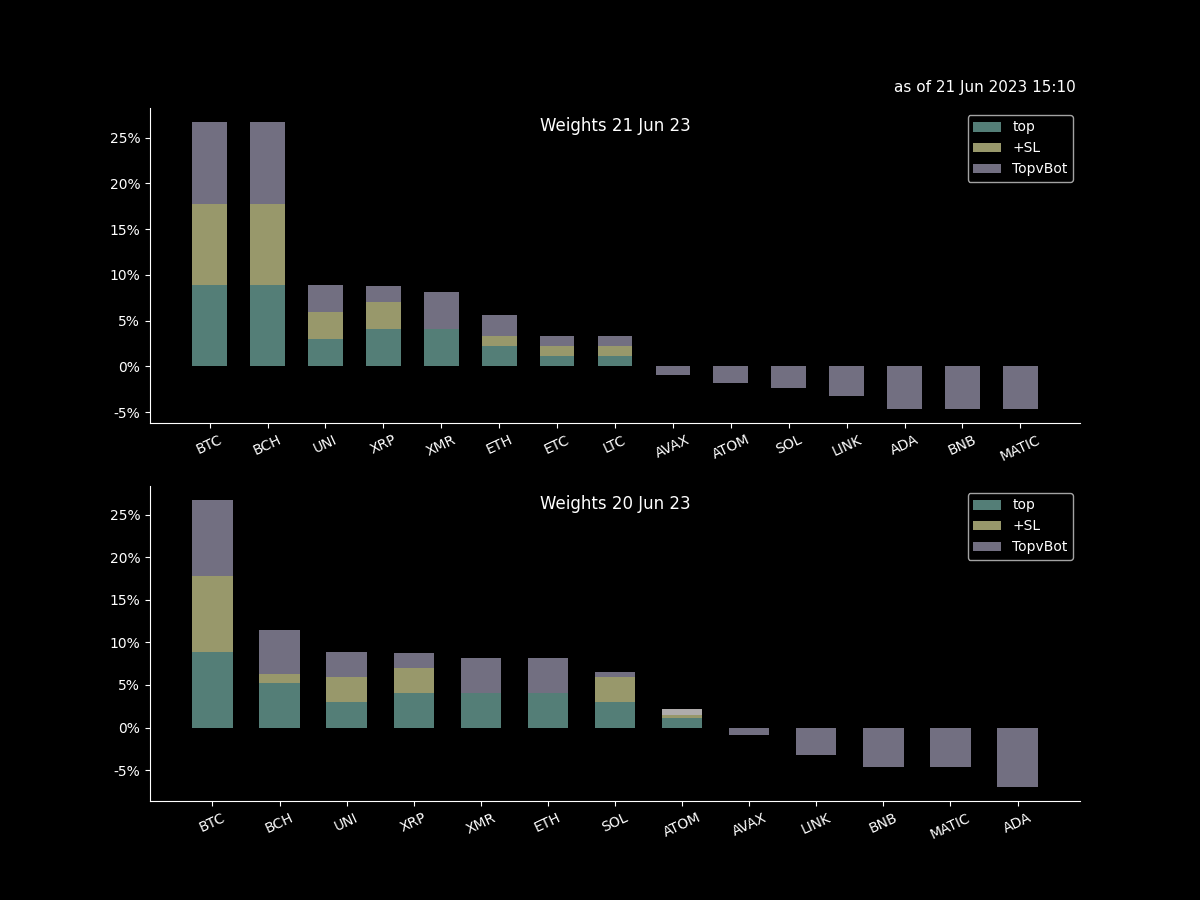 as of 21 Jun 2023 15:10
Weights 21 Jun 23
top
+SL
TopvBot
25%
20%
15%
10%
5%
0%
-5%
BTC BCH UNI XRP XMR ETH ETC LTC AVAX ATOM SOL LINK ADA BNB MATIC
Weights 20 Jun 23
top
+SL
TopvBot
25%
20%
15%
10%
5%
0%
-5%
BTC BCH UNI XRP XMR ETH SOL ATOM AVAX LINK BNB MATIC ADA